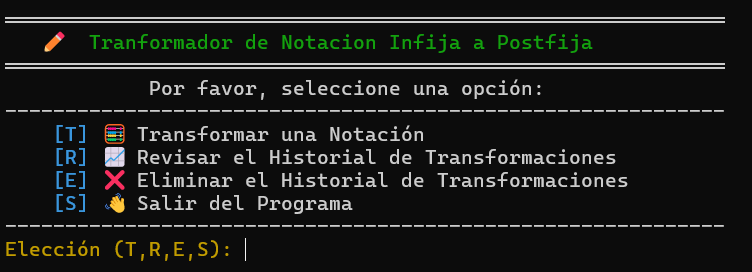 Tranformador de Notacion Infija a Postfija
Por favor, seleccione una opción:
[T] Transformar una Notación
[R] Revisar el Historial de Transformaciones
[E] Eliminar el Historial de Transformaciones
[S] Salir del Programa
Elección (T,R,E,S):